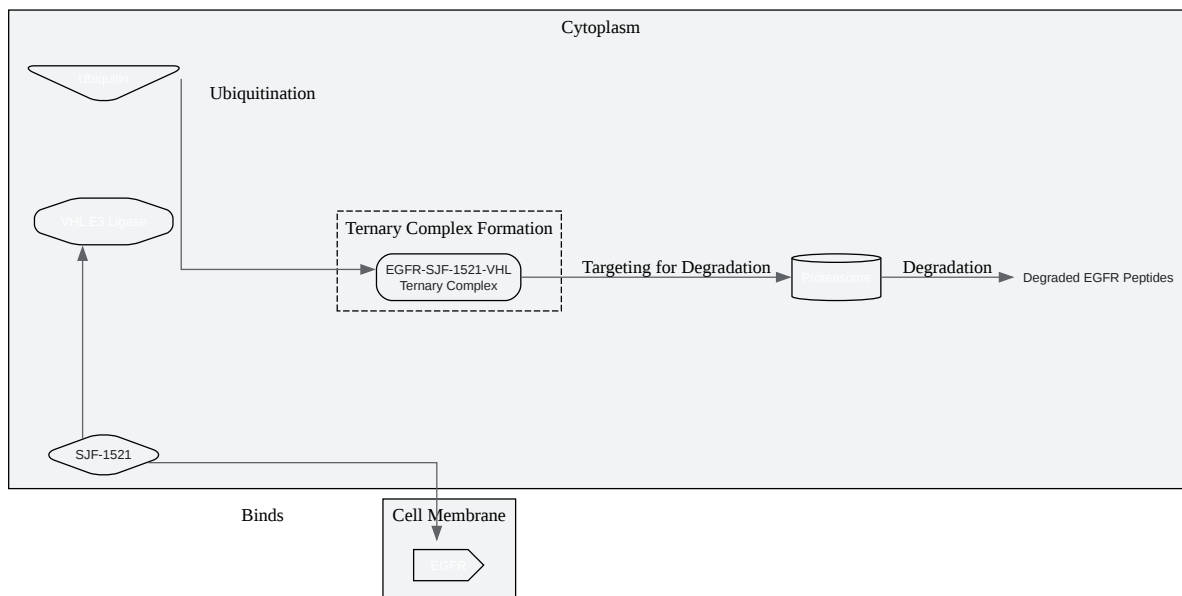 Cytoplasm
Ubiquitin
Ubiquitination
VHL E3 Ligase
Ternary Complex Formation
EGFR-SJF-1521-VHL
Ternary Complex
Targeting for Degradation
Proteasome
Degradation
Degraded EGFR Peptides
SJF-1521
Binds
Cell Membrane
EGFR